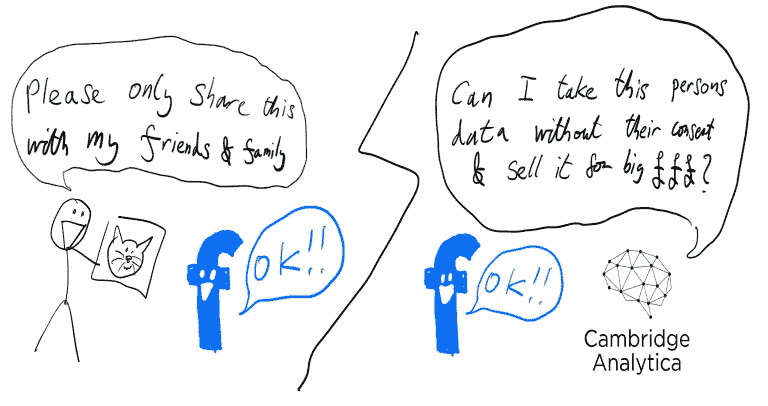 Please only share this
with my friends & family
OK!!
Can I take this persons
data without their consent
& sell it for big £££?
OK!!
Cambridge
Analytica